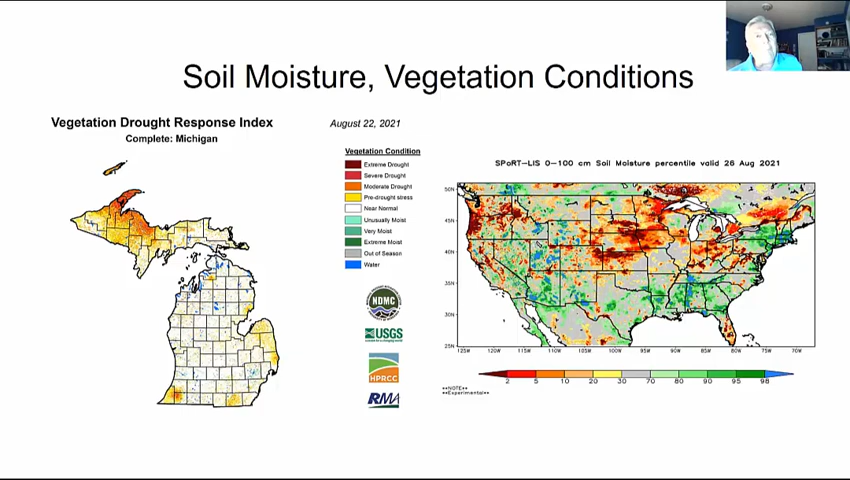 Soil Moisture, Vegetation Conditions
Vegetation Drought Response Index
Complete: Michigan
August 22, 2021
Vegetation Condition
Extreme Drought
Severe Drought
Moderate Drought
Pre-drought stress
Near Normal
Unusually Moist
Very Moist
Extreme Moist
Out of Season
Water
NDMC
USGS
HPRCC
RMA
SPoRT-LIS 0-100 cm Soil Moisture percentile valid 26 Aug 2021
50N
45N
40N
35N
30N
25N
125W 120W 115W 110W 105W 100W 95W 90W 85W 80W 75W 70W
2 5 10 20 30 70 80 90 95 98
**NOTE**
**Experimental**